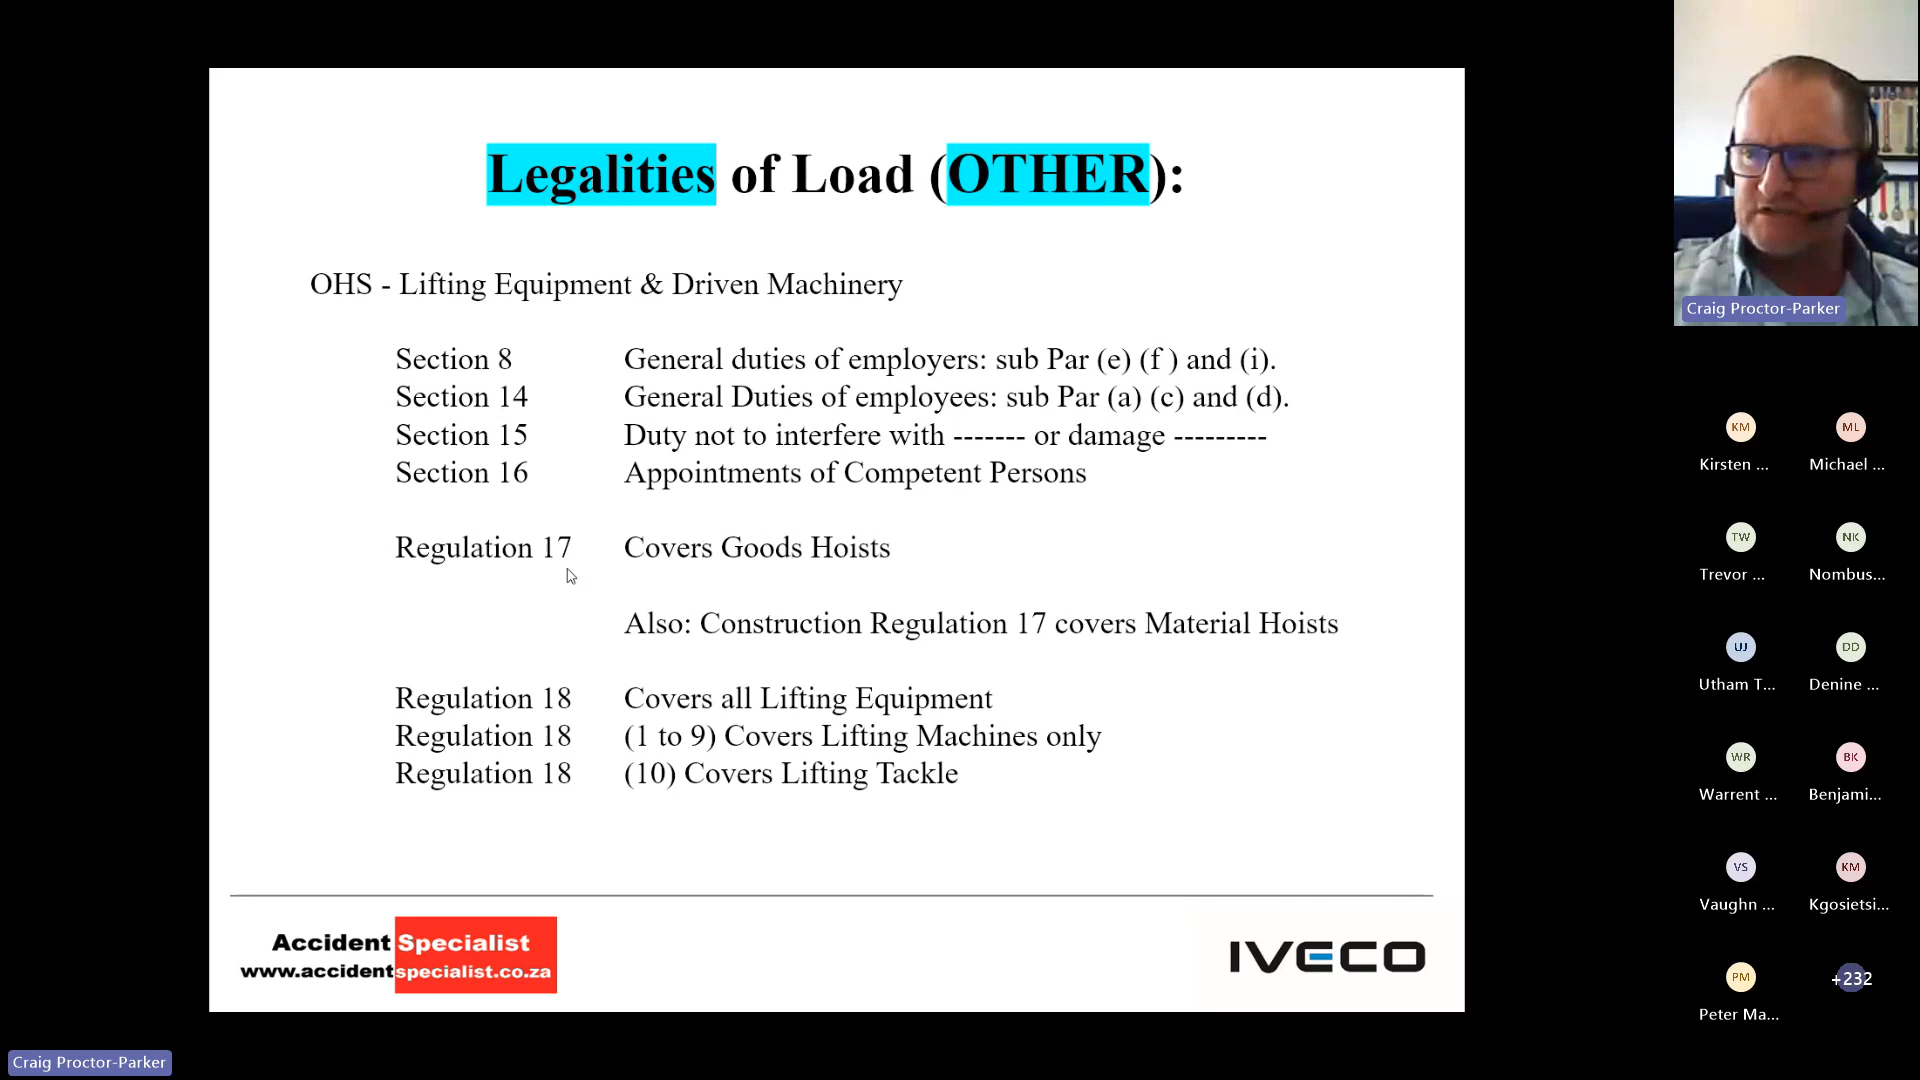 Legalities of Load (OTHER):
OHS - Lifting Equipment & Driven Machinery
Section 8 General duties of employers: sub Par (e) (f ) and (i).
Section 14 General Duties of employees: sub Par (a) (c) and (d).
Section 15 Duty not to interfere with ------- or damage ---------
Section 16 Appointments of Competent Persons
Regulation 17 Covers Goods Hoists
Also: Construction Regulation 17 covers Material Hoists
Regulation 18 Covers all Lifting Equipment
Regulation 18 (1 to 9) Covers Lifting Machines only
Regulation 18 (10) Covers Lifting Tackle
Accident Specialist
www.accidentspecialist.co.za
IVECO
Craig Proctor-Parker
Craig Proctor-Parker
KM ML
Kirsten ... Michael ...
TW NK
Trevor ... Nombus...
UJ DD
Utham T... Denine ...
WR BK
Warrent ... Benjami...
VS KM
Vaughn ... Kgosietsi...
PM +232
Peter Ma...